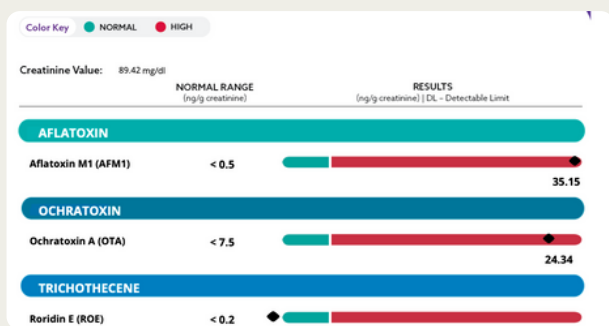 Color Key NORMAL HIGH
Creatinine Value: 89.42 mg/dl
NORMAL RANGE RESULTS
(ng/g creatinine) (ng/g creatinine) | DL – Detectable Limit
AFLATOXIN
Aflatoxin M1 (AFM1) < 0.5
35.15
OCHRATOXIN
Ochratoxin A (OTA) < 7.5
24.34
TRICHOTHECENE
Roridin E (ROE) < 0.2